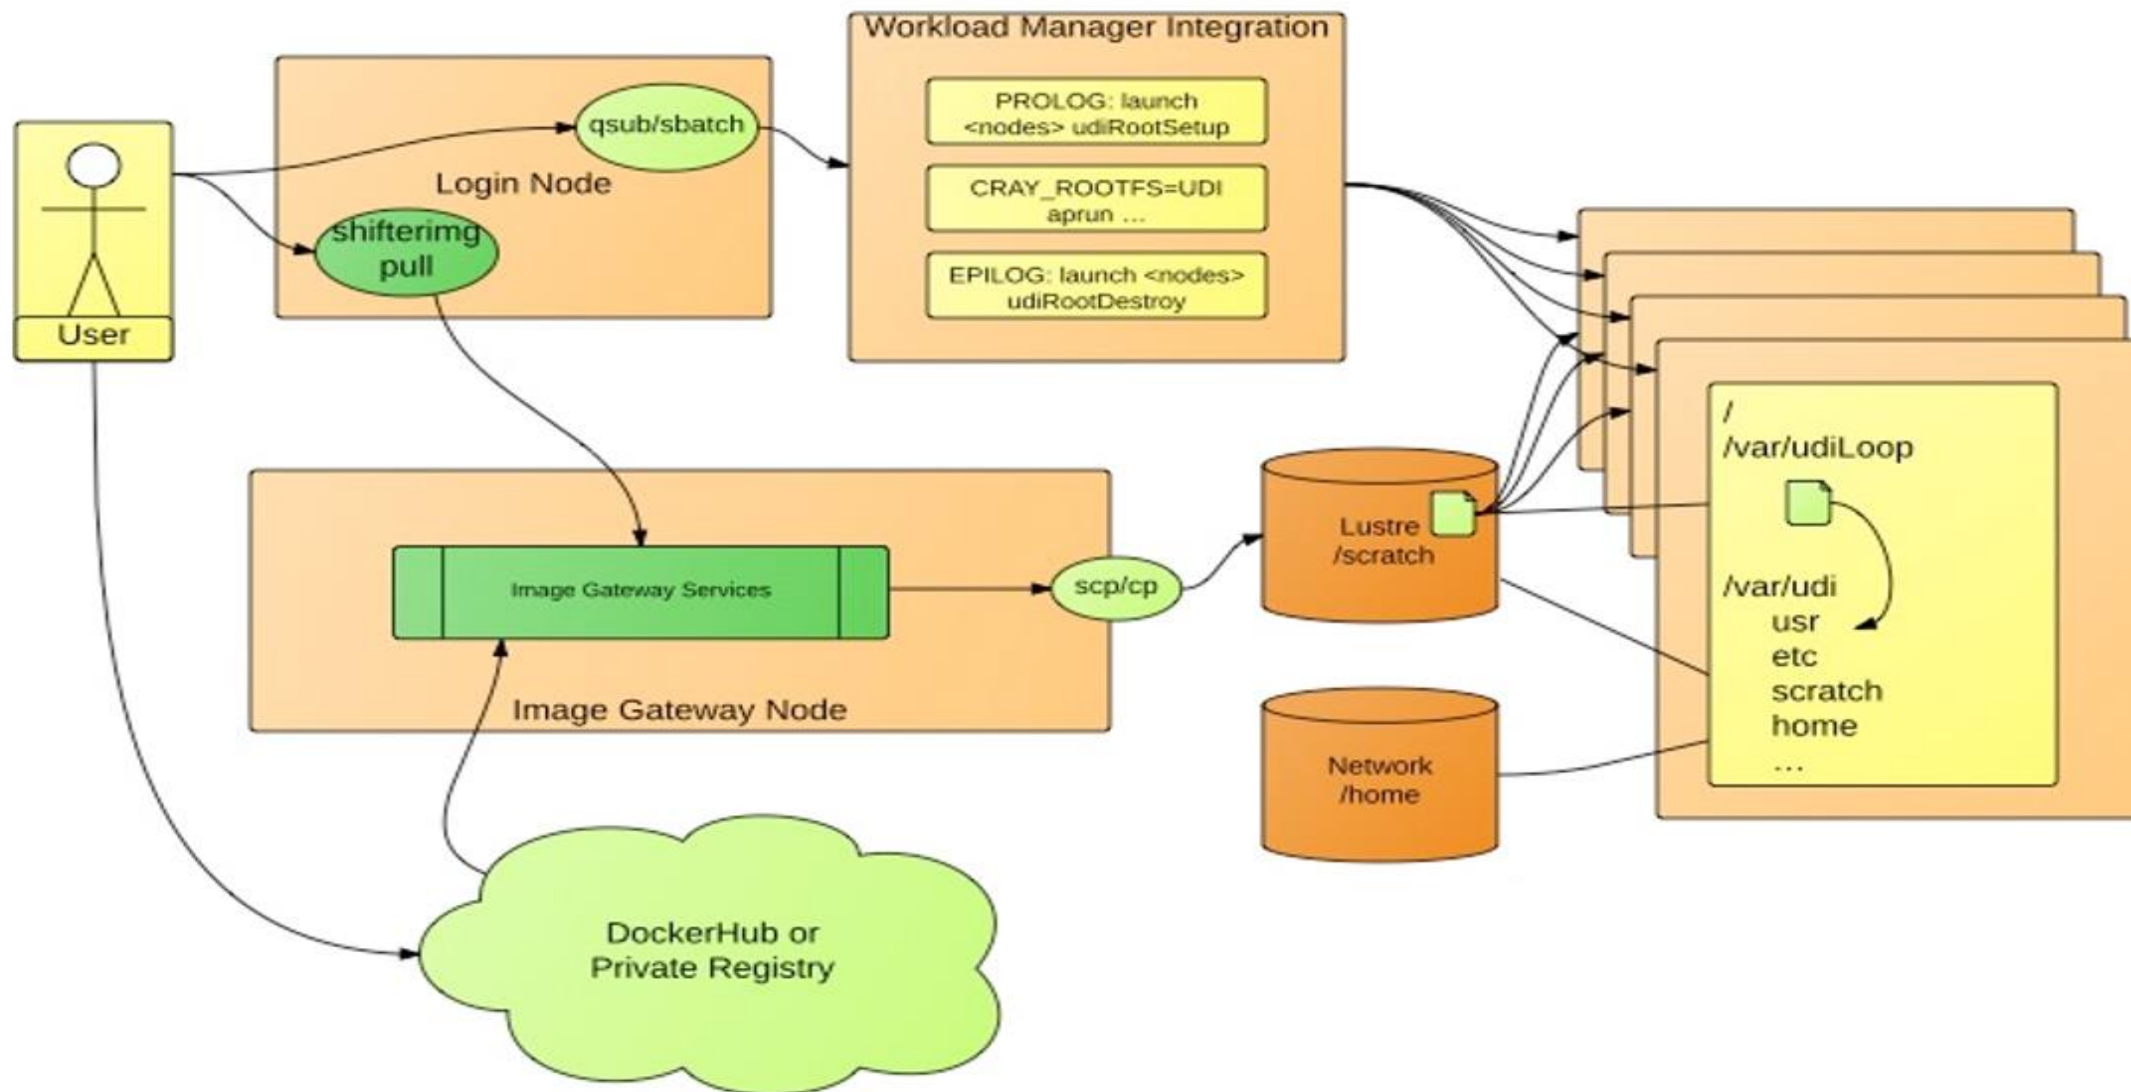 Workload Manager Integration
PROLOG: launch
<nodes> udiRootSetup
CRAY_ROOTFS=UDI
aprun ...
EPILOG: launch <nodes>
udiRootDestroy
qsub/sbatch
Login Node
shifterimg
pull
User
/
/var/udiLoop
/var/udi
usr
etc
scratch
home
...
Lustre
/scratch
Image Gateway Services
scp/cp
Image Gateway Node
Network
/home
DockerHub or
Private Registry